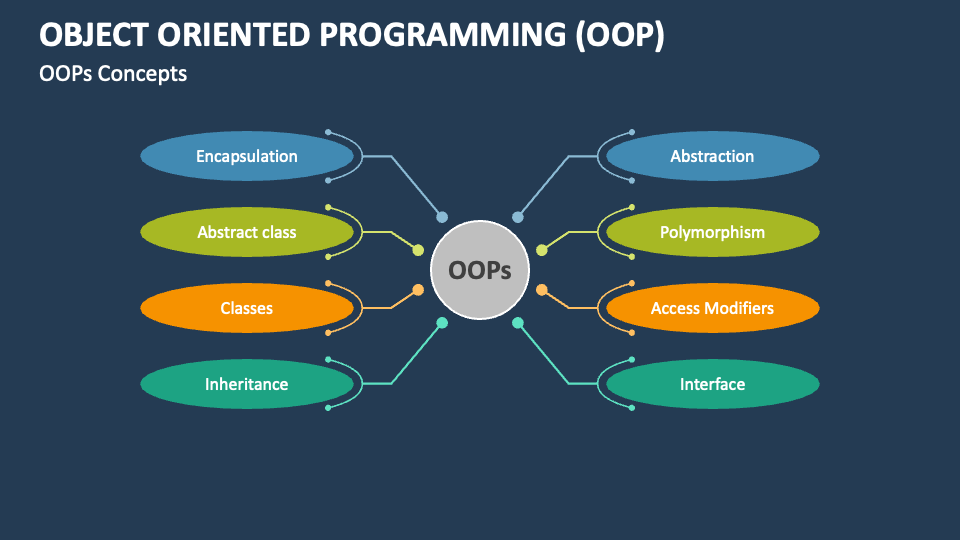 OBJECT ORIENTED PROGRAMMING (OOP)
OOPs Concepts
Encapsulation
Abstraction
Abstract class
Polymorphism
OOPs
Classes
Access Modifiers
Inheritance
Interface